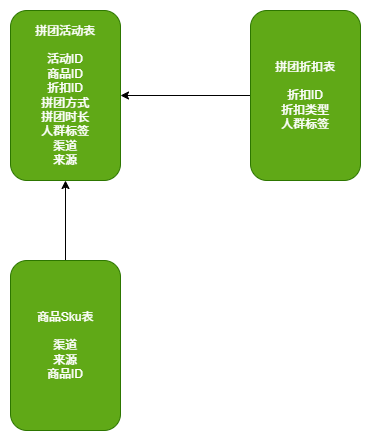 拼团活动表
活动ID
商品ID
折扣ID
拼团方式
拼团时长
人群标签
渠道
来源
拼团折扣表
折扣ID
折扣类型
人群标签
商品Sku表
渠道
来源
商品ID